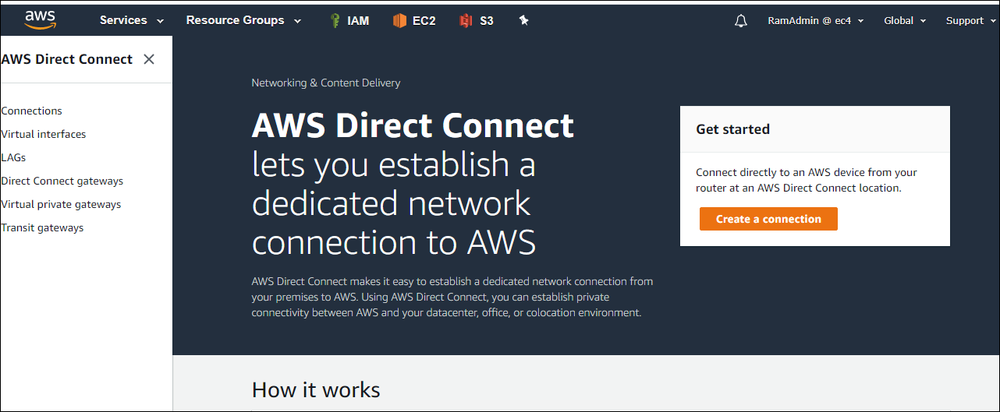 aws Services Resource Groups IAM EC2 S3 RamAdmin @ ec4 Global Support
AWS Direct Connect
Connections
Virtual interfaces
LAGs
Direct Connect gateways
Virtual private gateways
Transit gateways
Networking & Content Delivery
AWS Direct Connect
lets you establish a
dedicated network
connection to AWS
AWS Direct Connect makes it easy to establish a dedicated network connection from
your premises to AWS. Using AWS Direct Connect, you can establish private
connectivity between AWS and your datacenter, office, or colocation environment.
Get started
Connect directly to an AWS device from your
router at an AWS Direct Connect location.
Create a connection
How it works